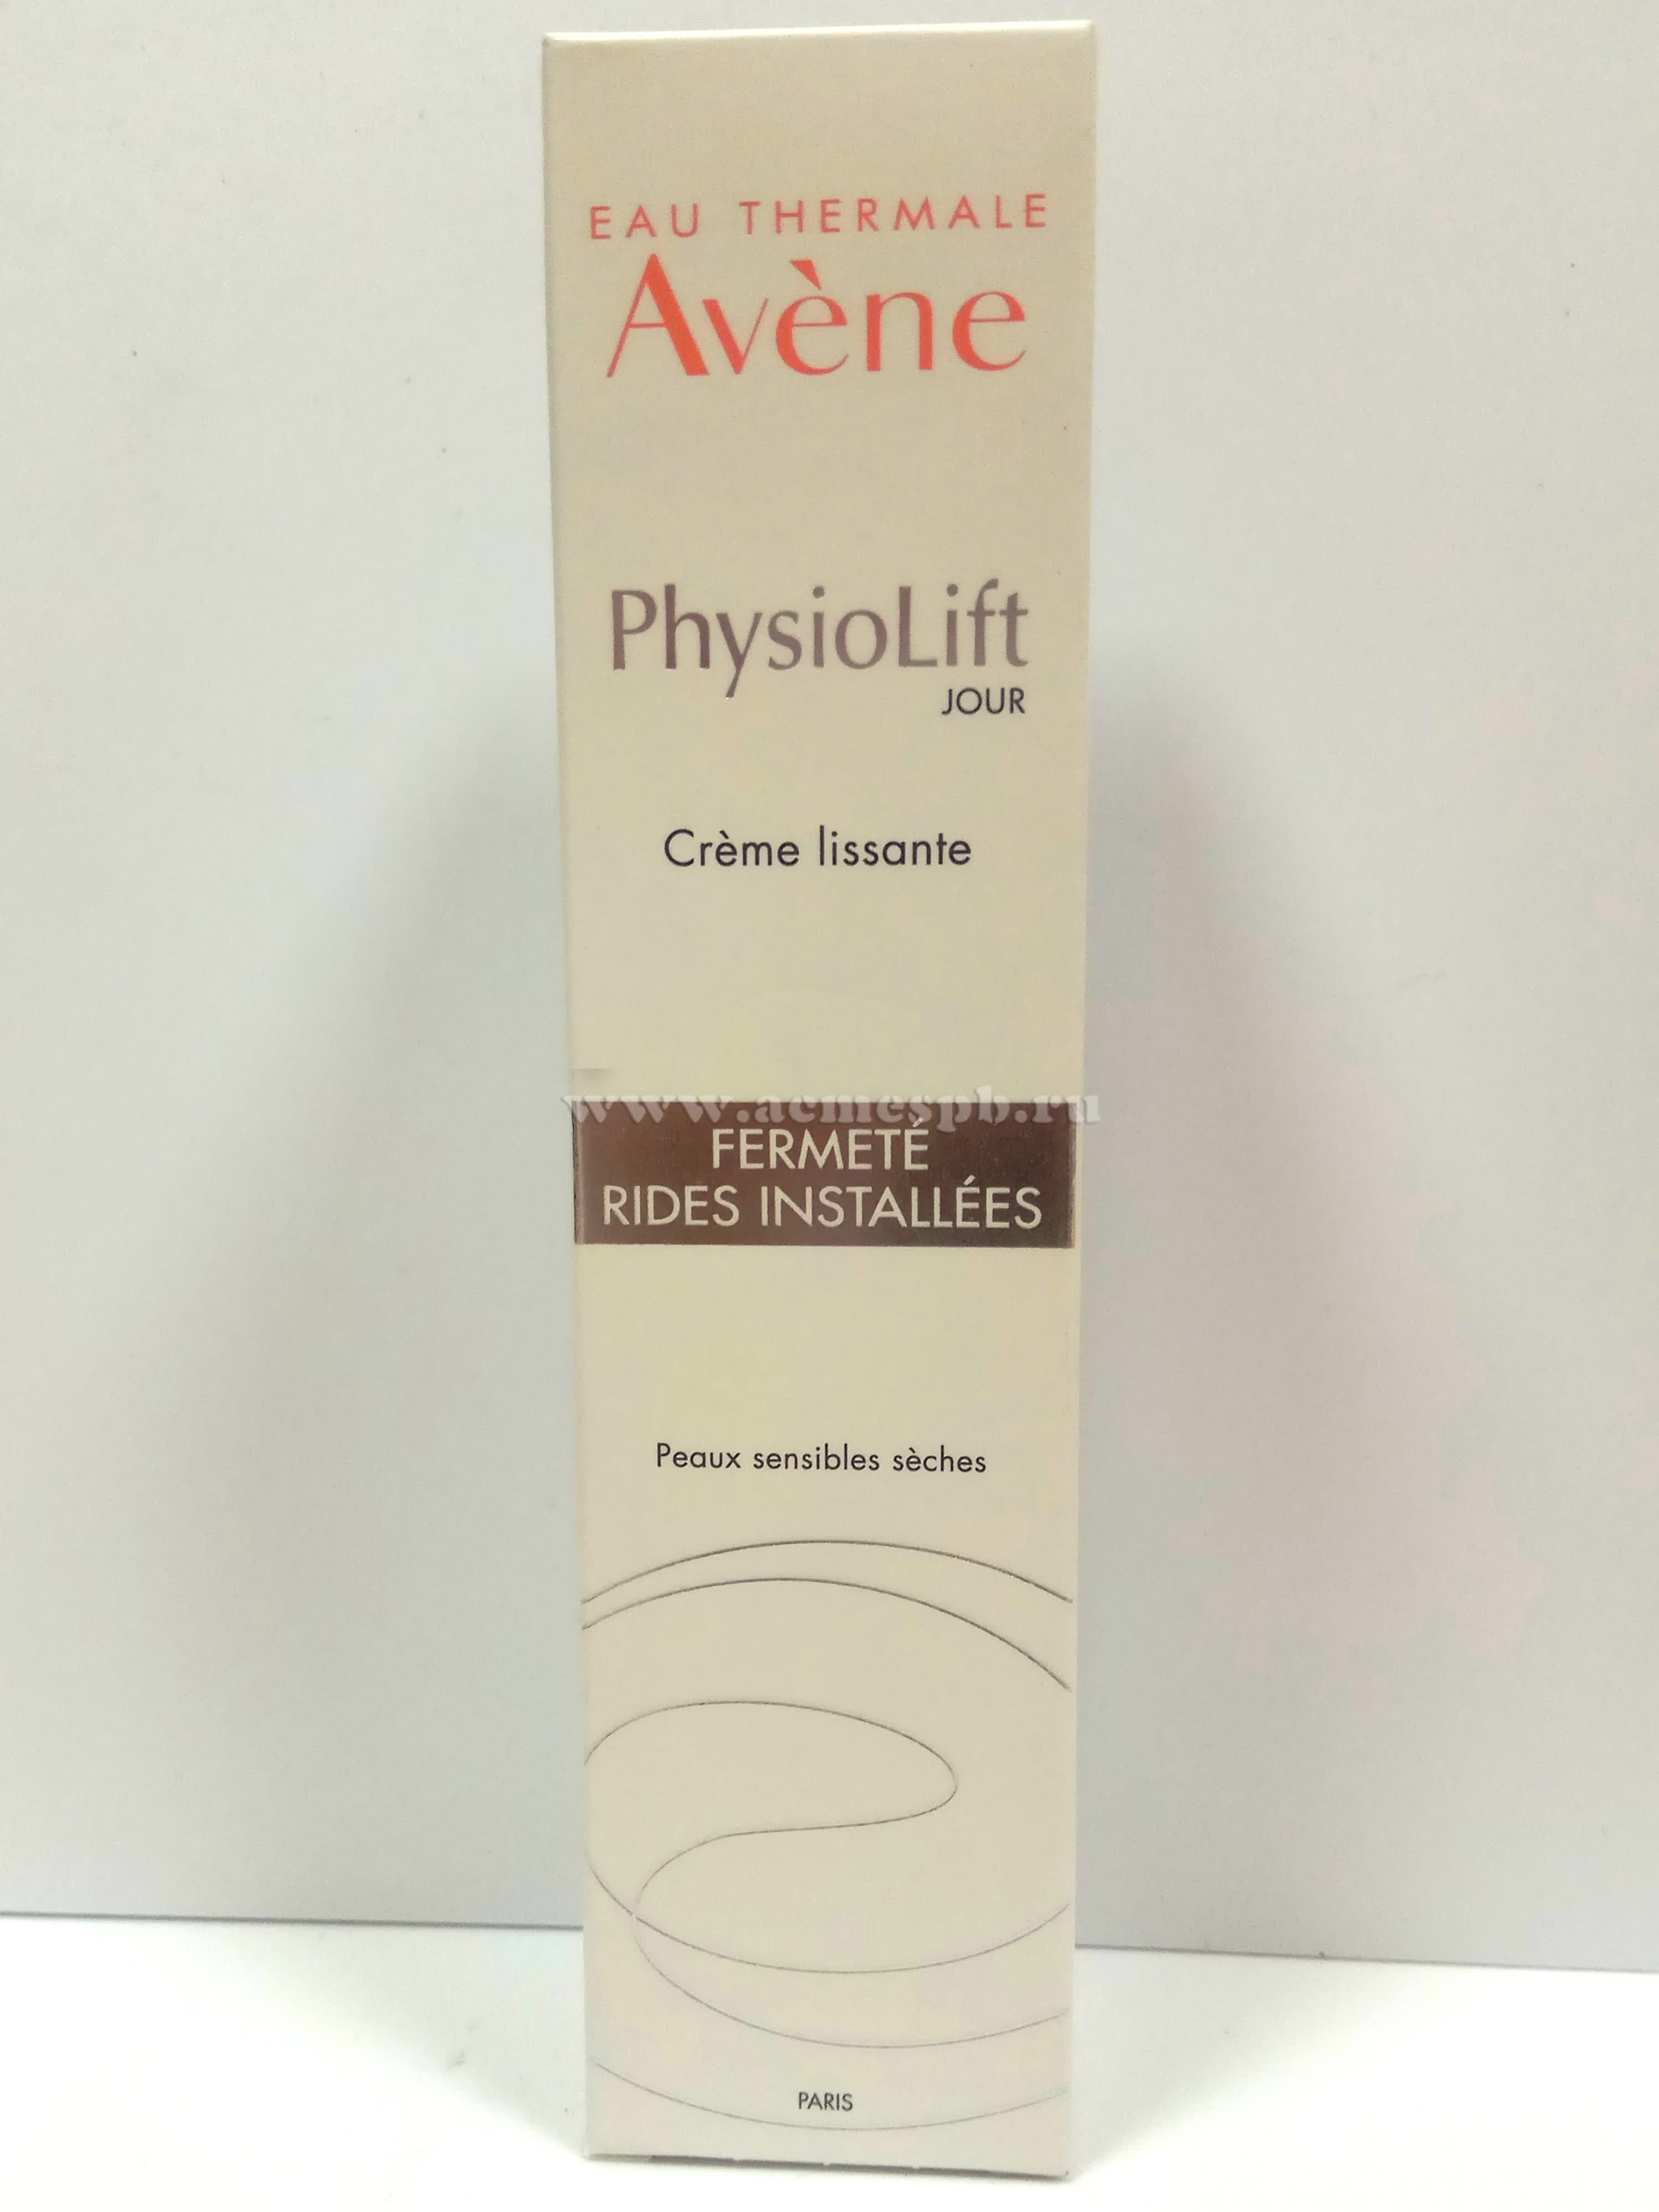 EAU THERMALE
Avène
PhysioLift
JOUR
Crème lissante
www.acmespb.ru
FERMETÉ
RIDES INSTALLÉES
Peaux sensibles sèches
PARIS